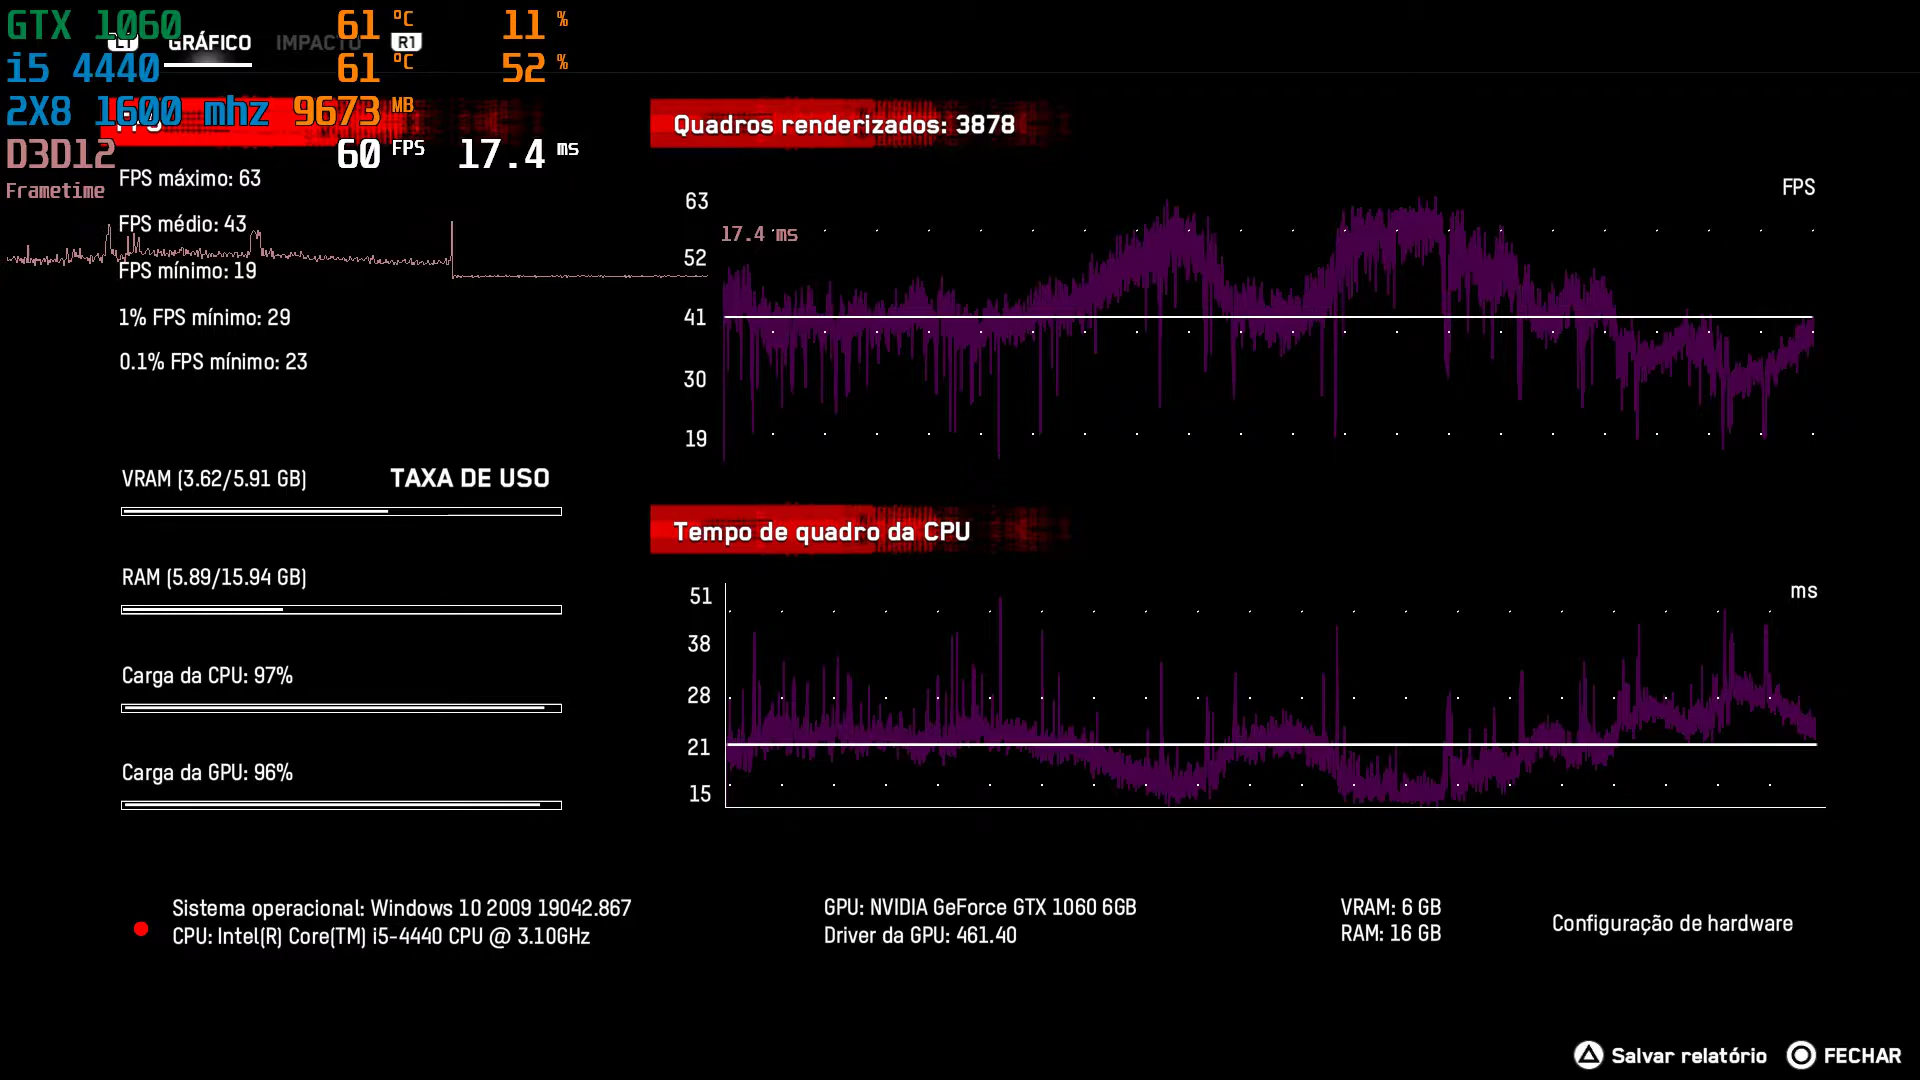 GTX 1060 61 °C 11 %
L1 GRÁFICO IMPACTO R1
i5 4440 61 °C 52 %
2X8 1600 mhz 9673 MB
FPS
D3D12 60 FPS 17.4 ms
Frametime
FPS máximo: 63
FPS médio: 43
FPS mínimo: 19
1% FPS mínimo: 29
0.1% FPS mínimo: 23
VRAM (3.62/5.91 GB) TAXA DE USO
RAM (5.89/15.94 GB)
Carga da CPU: 97%
Carga da GPU: 96%
Quadros renderizados: 3878
FPS
63
17.4 ms
52
41
30
19
Tempo de quadro da CPU
ms
51
38
28
21
15
Sistema operacional: Windows 10 2009 19042.867
CPU: Intel(R) Core(TM) i5-4440 CPU @ 3.10GHz
GPU: NVIDIA GeForce GTX 1060 6GB
Driver da GPU: 461.40
VRAM: 6 GB
RAM: 16 GB
Configuração de hardware
Salvar relatório FECHAR